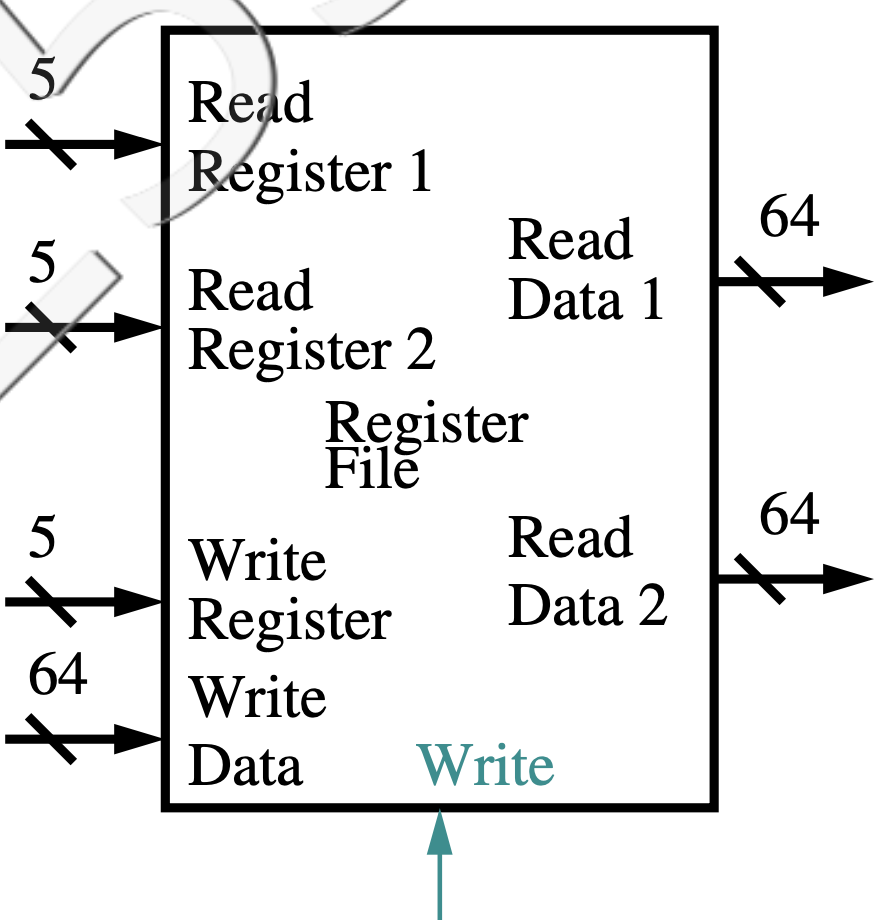 5
Read
Register 1
5
Read
Register 2
Read
Data 1
64
Register
File
5
Write
Register
Read
Data 2
64
64
Write
Data
Write